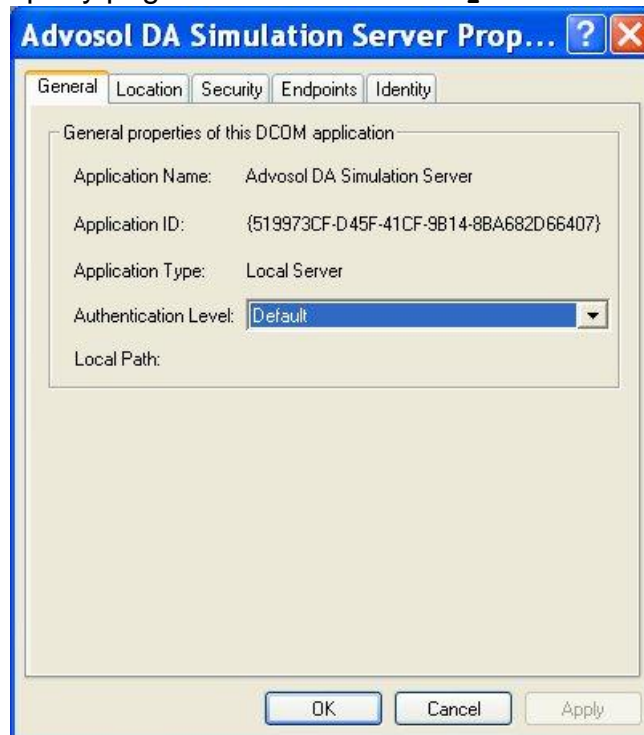 Advosol DA Simulation Server Prop... ?
General Location Security Endpoints Identity
General properties of this DCOM application
Application Name: Advosol DA Simulation Server
Application ID: {519973CF-D45F-41CF-9B14-8BA682D66407}
Application Type: Local Server
Authentication Level: Default
Local Path:
OK Cancel Apply